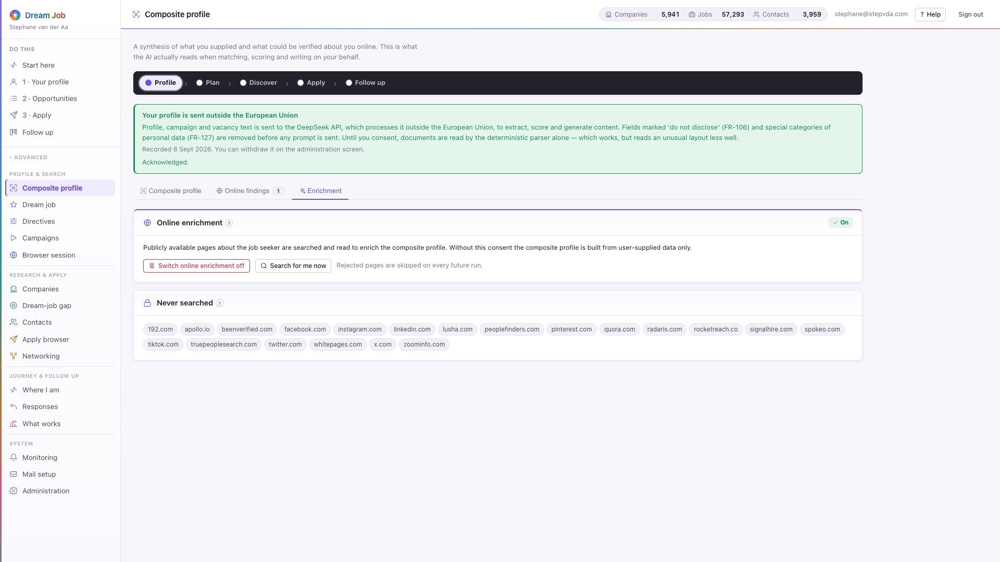 Dream Job
Stephane van der Aa
DO THIS
Start here
1 · Your profile
2 · Opportunities
3 · Apply
Follow up
ADVANCED
PROFILE & SEARCH
Composite profile
Dream job
Directives
Campaigns
Browser session
RESEARCH & APPLY
Companies
Dream-job gap
Contacts
Apply browser
Networking
JOURNEY & FOLLOW UP
Where I am
Responses
What works
SYSTEM
Monitoring
Mail setup
Administration
Composite profile
Companies 5,941 Jobs 57,293 Contacts 3,959
stephane@stepvda.com
? Help
Sign out
A synthesis of what you supplied and what could be verified about you online. This is what
the AI actually reads when matching, scoring and writing on your behalf.
Profile › Plan › Discover › Apply › Follow up
Your profile is sent outside the European Union
Profile, campaign and vacancy text is sent to the DeepSeek API, which processes it outside the European Union, to extract, score and generate content. Fields marked 'do not disclose' (FR-106) and special categories of
personal data (FR-127) are removed before any prompt is sent. Until you consent, documents are read by the deterministic parser alone — which works, but reads an unusual layout less well.
Recorded 8 Sept 2026. You can withdraw it on the administration screen.
Acknowledged.
Composite profile Online findings 1 Enrichment
Online enrichment ?
On
Publicly available pages about the job seeker are searched and read to enrich the composite profile. Without this consent the composite profile is built from user-supplied data only.
Switch online enrichment off Search for me now Rejected pages are skipped on every future run.
Never searched ?
192.com apollo.io beenverified.com facebook.com instagram.com linkedin.com lusha.com peoplefinders.com pinterest.com quora.com radaris.com rocketreach.co signalhire.com spokeo.com
tiktok.com truepeoplesearch.com twitter.com whitepages.com x.com zoominfo.com